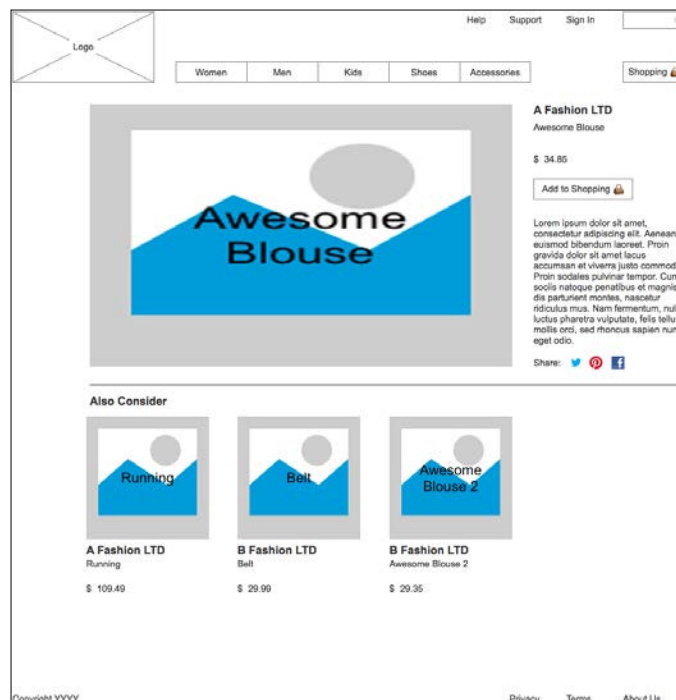 Help Support Sign In
Logo
Women Men Kids Shoes Accessories
Shopping
A Fashion LTD
Awesome Blouse
$ 34.85
Add to Shopping
Awesome
Blouse
Lorem ipsum dolor sit amet,
consectetur adipiscing elit. Aenean
euismod bibendum laoreet. Proin
gravida dolor sit amet lacus
accumsan et viverra justo commod
Proin sodales pulvinar tempor. Cum
sociis natoque penatibus et magnis
dis parturient montes, nascetur
ridiculus mus. Nam fermentum, nul
luctus pharetra vulputate, felis tellu
mollis orci, sed rhoncus sapien nun
eget odio.
Share:
Also Consider
Running
Belt
Awesome
Blouse 2
A Fashion LTD B Fashion LTD B Fashion LTD
Running Belt Awesome Blouse 2
$ 109.49 $ 29.99 $ 29.35
Copyright YYYY Privacy Terms About Us